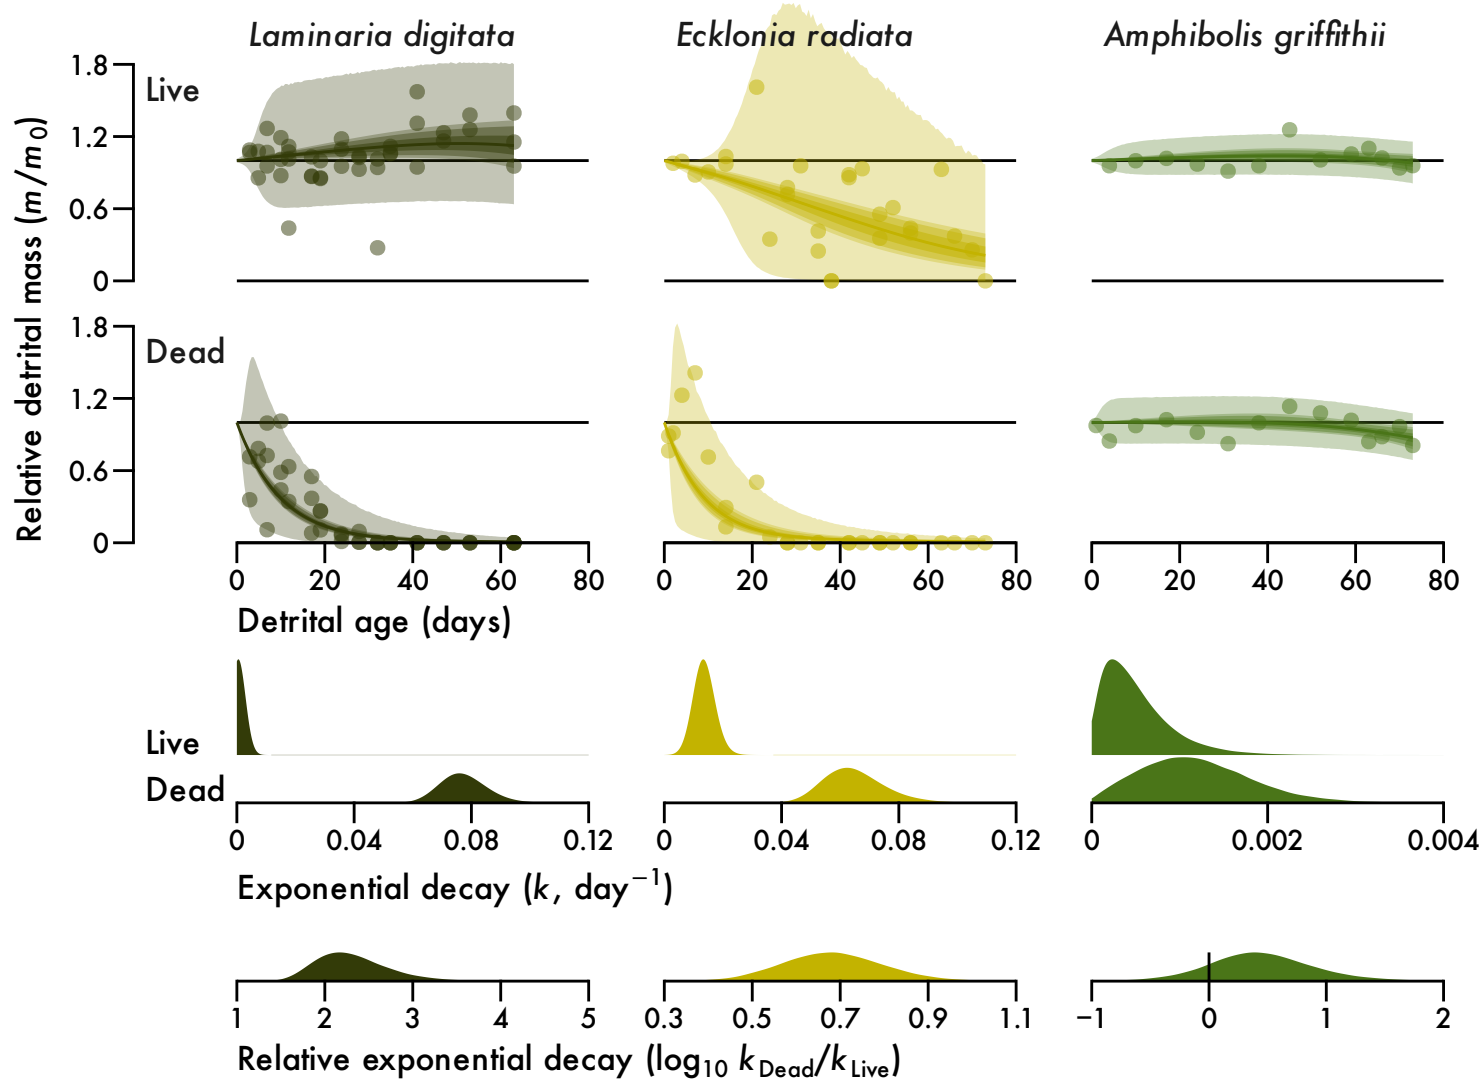 Laminaria digitata Ecklonia radiata Amphibolis griffithii
Relative detrital mass (m/m₀)
1.8
1.2
0.6
0
Live
1.8
1.2
0.6
0
Dead
0 20 40 60 80 0 20 40 60 80 0 20 40 60 80
Detrital age (days)
Live
Dead
0 0.04 0.08 0.12 0 0.04 0.08 0.12 0 0.002 0.004
Exponential decay (k, day⁻¹)
1 2 3 4 5 0.3 0.5 0.7 0.9 1.1 −1 0 1 2
Relative exponential decay (log₁₀ k_Dead/k_Live)